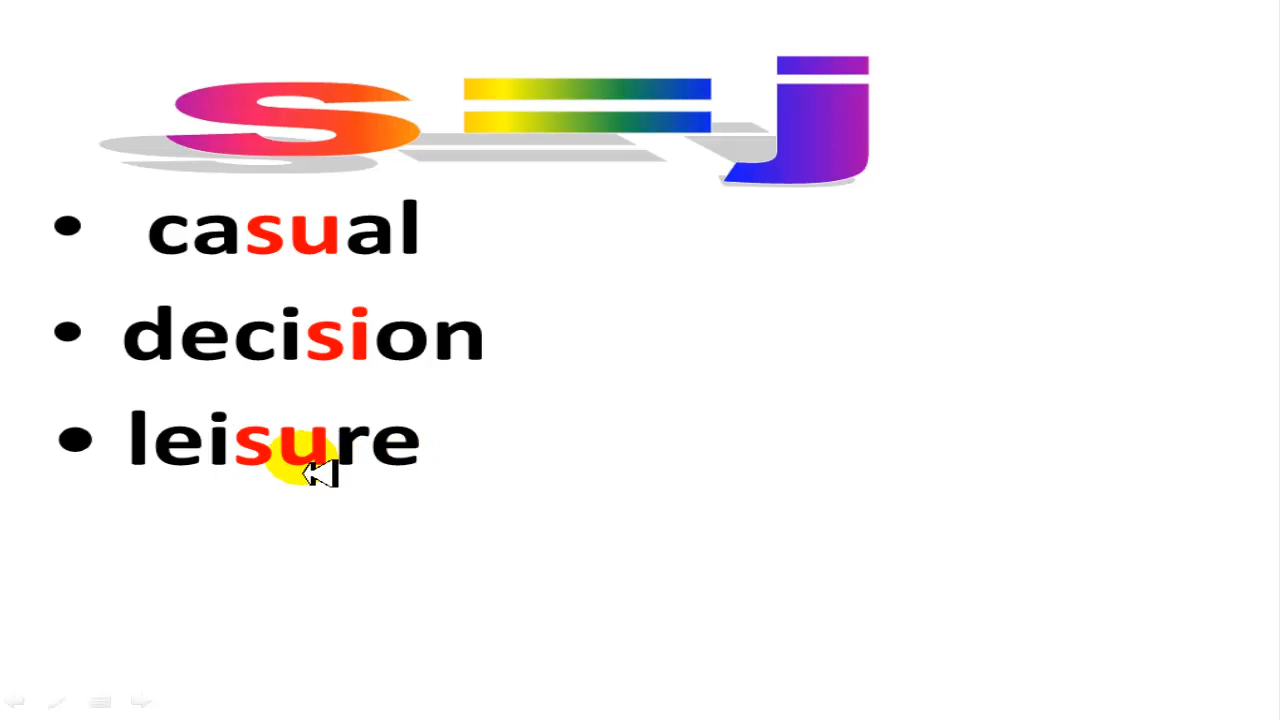 s=j
• casual
• decision
• leisure